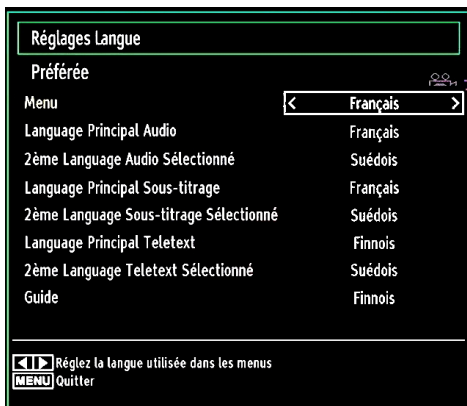 Réglages Langue
Préférée
Menu < Français >
Language Principal Audio Français
2ème Language Audio Sélectionné Suédois
Language Principal Sous-titrage Français
2ème Language Sous-titrage Sélectionné Suédois
Language Principal Teletext Finnois
2ème Language Teletext Sélectionné Suédois
Guide Finnois
Réglez la langue utilisée dans les menus
MENU Quitter